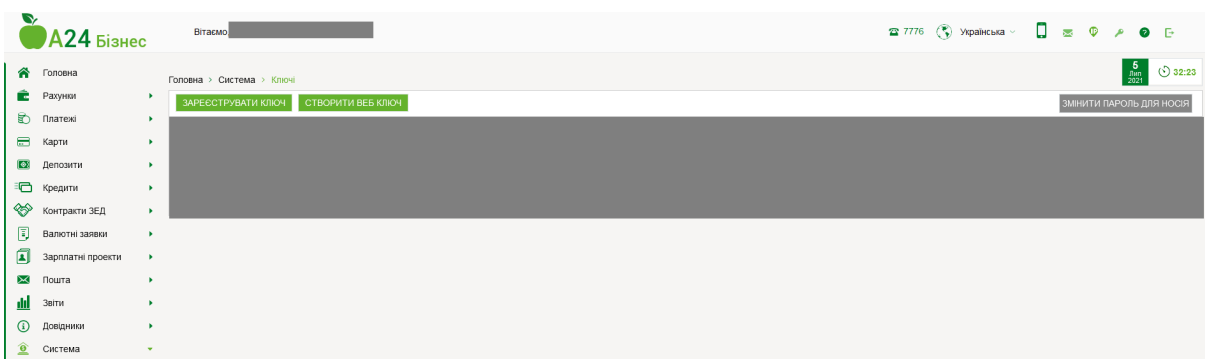 А24 Бізнес
Вітаємо
7776
Українська
5
Лип
2021
32:23
Головна > Система > Ключі
ЗАРЕЄСТРУВАТИ КЛЮЧ
СТВОРИТИ ВЕБ КЛЮЧ
ЗМІНИТИ ПАРОЛЬ ДЛЯ НОСІЯ
Головна
Рахунки
Платежі
Карти
Депозити
Кредити
Контракти ЗЕД
Валютні заявки
Зарплатні проекти
Пошта
Звіти
Довідники
Система